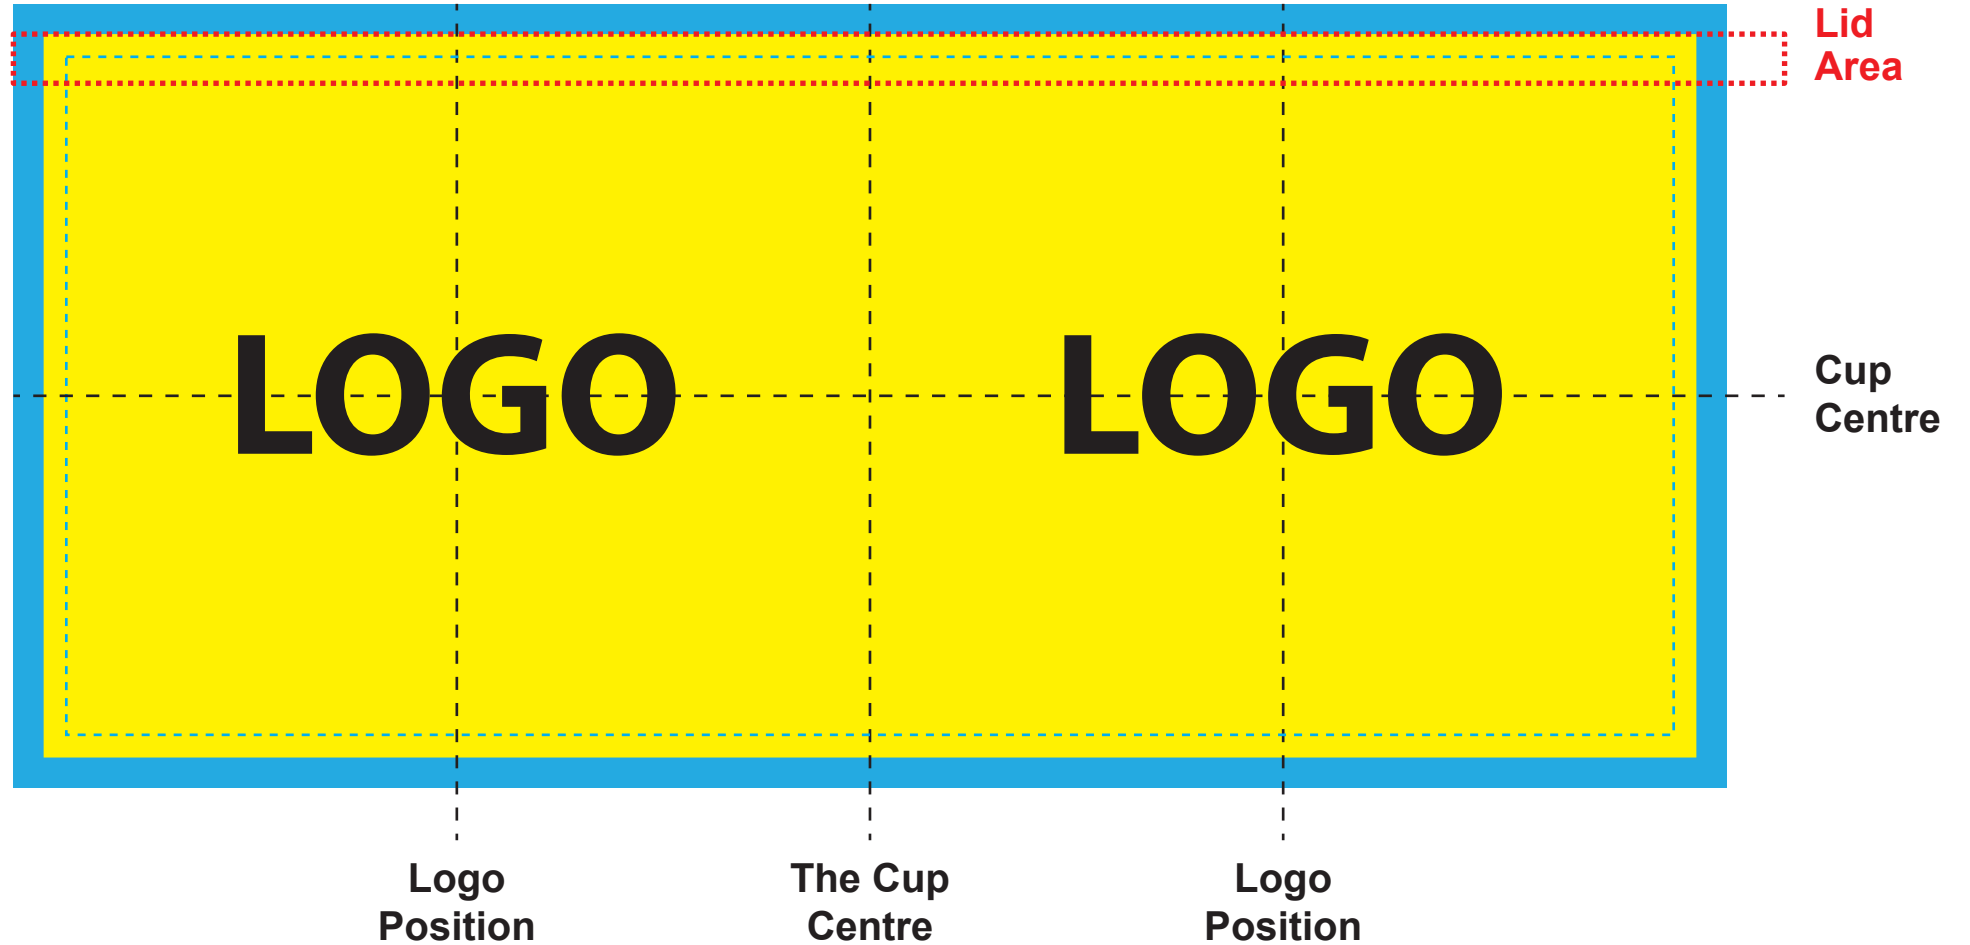 Lid
Area
LOGO
LOGO
Cup
Centre
Logo
Position
The Cup
Centre
Logo
Position